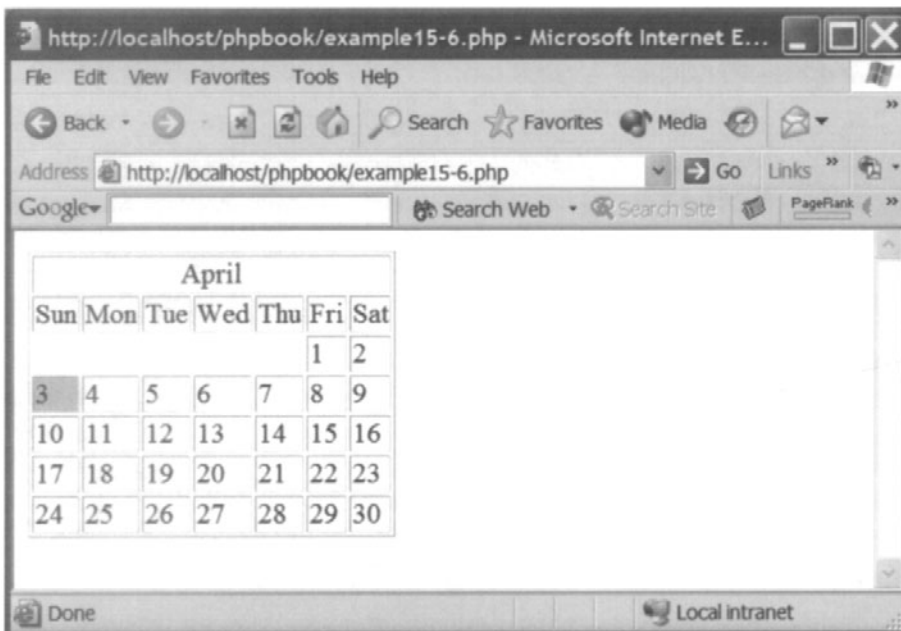 http://localhost/phpbook/example15-6.php - Microsoft Internet E...
File Edit View Favorites Tools Help
Back Search Favorites Media »
Address http://localhost/phpbook/example15-6.php Go Links »
Google Search Web Search Site PageRank »
April
Sun Mon Tue Wed Thu Fri Sat
1 2
3 4 5 6 7 8 9
10 11 12 13 14 15 16
17 18 19 20 21 22 23
24 25 26 27 28 29 30
Done Local intranet